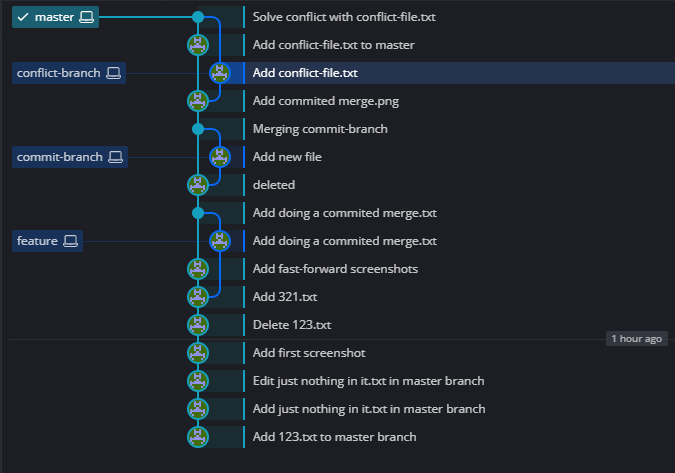 master Solve conflict with conflict-file.txt
Add conflict-file.txt to master
conflict-branch Add conflict-file.txt
Add commited merge.png
Merging commit-branch
commit-branch Add new file
deleted
Add doing a commited merge.txt
feature Add doing a commited merge.txt
Add fast-forward screenshots
Add 321.txt
Delete 123.txt
1 hour ago
Add first screenshot
Edit just nothing in it.txt in master branch
Add just nothing in it.txt in master branch
Add 123.txt to master branch